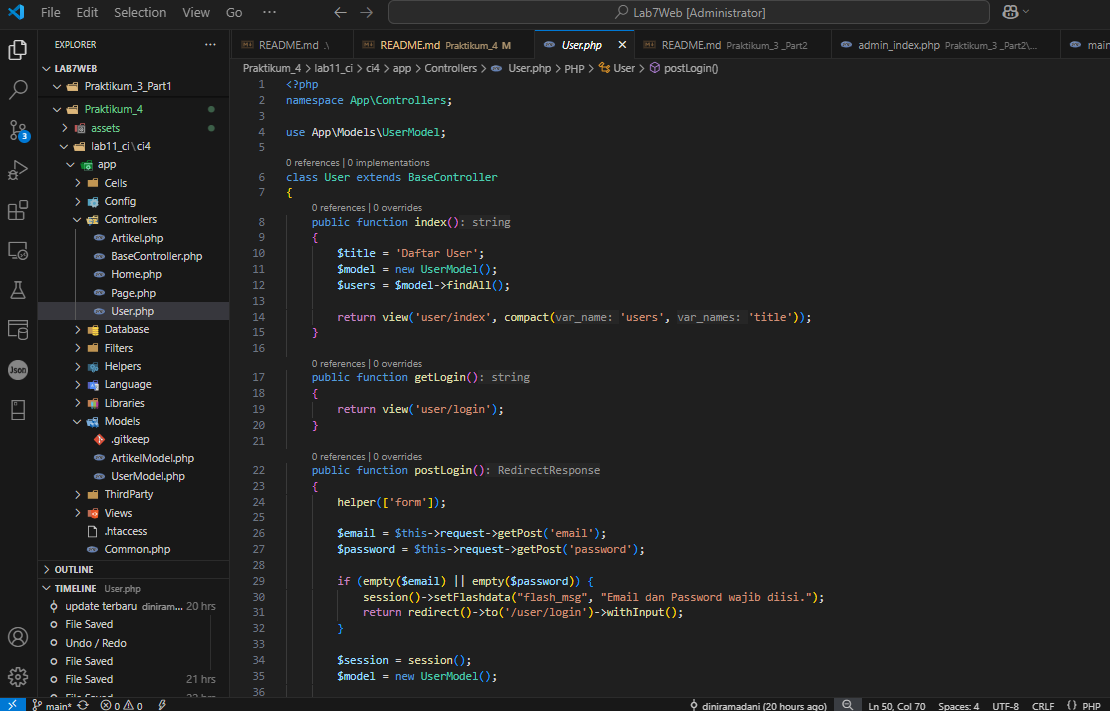 File Edit Selection View Go ··· ← → Lab7Web [Administrator]
EXPLORER ···
LAB7WEB
Praktikum_3_Part1
Praktikum_4
assets
lab11_ci\ci4
app
Cells
Config
Controllers
Artikel.php
BaseController.php
Home.php
Page.php
User.php
Database
Filters
Helpers
Language
Libraries
Models
.gitkeep
ArtikelModel.php
UserModel.php
ThirdParty
Views
.htaccess
Common.php
OUTLINE
TIMELINE User.php
update terbaru diniram... 20 hrs
File Saved
Undo / Redo
File Saved
File Saved 21 hrs
File Saved
3
Json
README.md .\ README.md Praktikum_4 M User.php × README.md Praktikum_3 _Part2 admin_index.php Praktikum_3 _Part2\...
Praktikum_4 > lab11_ci > ci4 > app > Controllers > User.php > PHP > User > postLogin()
1 <?php
2 namespace App\Controllers;
3
4 use App\Models\UserModel;
5
0 references | 0 implementations
6 class User extends BaseController
7 {
0 references | 0 overrides
8 public function index(): string
9 {
10 $title = 'Daftar User';
11 $model = new UserModel();
12 $users = $model->findAll();
13
14 return view('user/index', compact(var_name: 'users', var_names: 'title'));
15 }
16
0 references | 0 overrides
17 public function getLogin(): string
18 {
19 return view('user/login');
20 }
21
0 references | 0 overrides
22 public function postLogin(): RedirectResponse
23 {
24 helper(['form']);
25
26 $email = $this->request->getPost('email');
27 $password = $this->request->getPost('password');
28
29 if (empty($email) || empty($password)) {
30 session()->setFlashdata("flash_msg", "Email dan Password wajib diisi.");
31 return redirect()->to('/user/login')->withInput();
32 }
33
34 $session = session();
35 $model = new UserModel();
36
main* 0 0 diniramadani (20 hours ago) Ln 50, Col 70 Spaces: 4 UTF-8 CRLF {} PHP